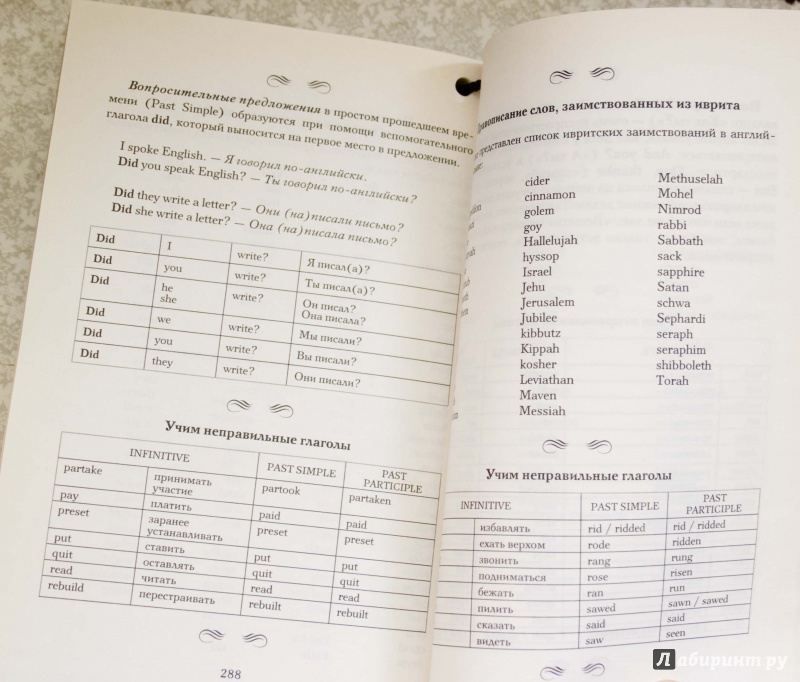 Вопросительные предложения в простом прошедшем вре-
мени (Past Simple) образуются при помощи вспомогательного
глагола did, который выносится на первое место в предложении.
I spoke English. — Я говорил по-английски.
Did you speak English? — Ты говорил по-английски?
Did they write a letter? — Они (на)писали письмо?
Did she write a letter? — Она (на)писала письмо?
Did I write? Я писал(а)?
Did you write? Ты писал(а)?
Did he write? Он писал?
she Она писала?
Did we write? Мы писали?
Did you write? Вы писали?
Did they write? Они писали?
Учим неправильные глаголы
INFINITIVE PAST SIMPLE PAST
PARTICIPLE
partake принимать partook partaken
участие
pay платить paid paid
preset заранее preset preset
устанавливать
put ставить put put
quit оставлять quit quit
read читать read read
rebuild перестраивать rebuilt rebuilt
288
Правописание слов, заимствованных из иврита
представлен список ивритских заимствований в англий-
cider Methuselah
cinnamon Mohel
golem Nimrod
goy rabbi
Hallelujah Sabbath
hyssop sack
Israel sapphire
Jehu Satan
Jerusalem schwa
Jubilee Sephardi
kibbutz seraph
Kippah seraphim
kosher shibboleth
Leviathan Torah
Maven
Messiah
Учим неправильные глаголы
INFINITIVE PAST SIMPLE PAST
PARTICIPLE
избавлять rid / ridded rid / ridded
ехать верхом rode ridden
звонить rang rung
подниматься rose risen
бежать ran run
пилить sawed sawn / sawed
сказать said said
видеть saw seen
Лабиринт.ру